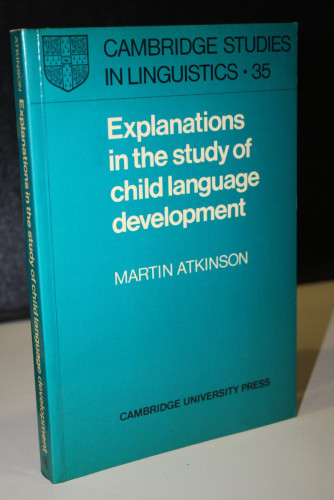 CAMBRIDGE STUDIES
IN LINGUISTICS · 35
Explanations
in the study of
child language
development
MARTIN ATKINSON
CAMBRIDGE UNIVERSITY PRESS
ATKINSON Explanations in the study of child language development